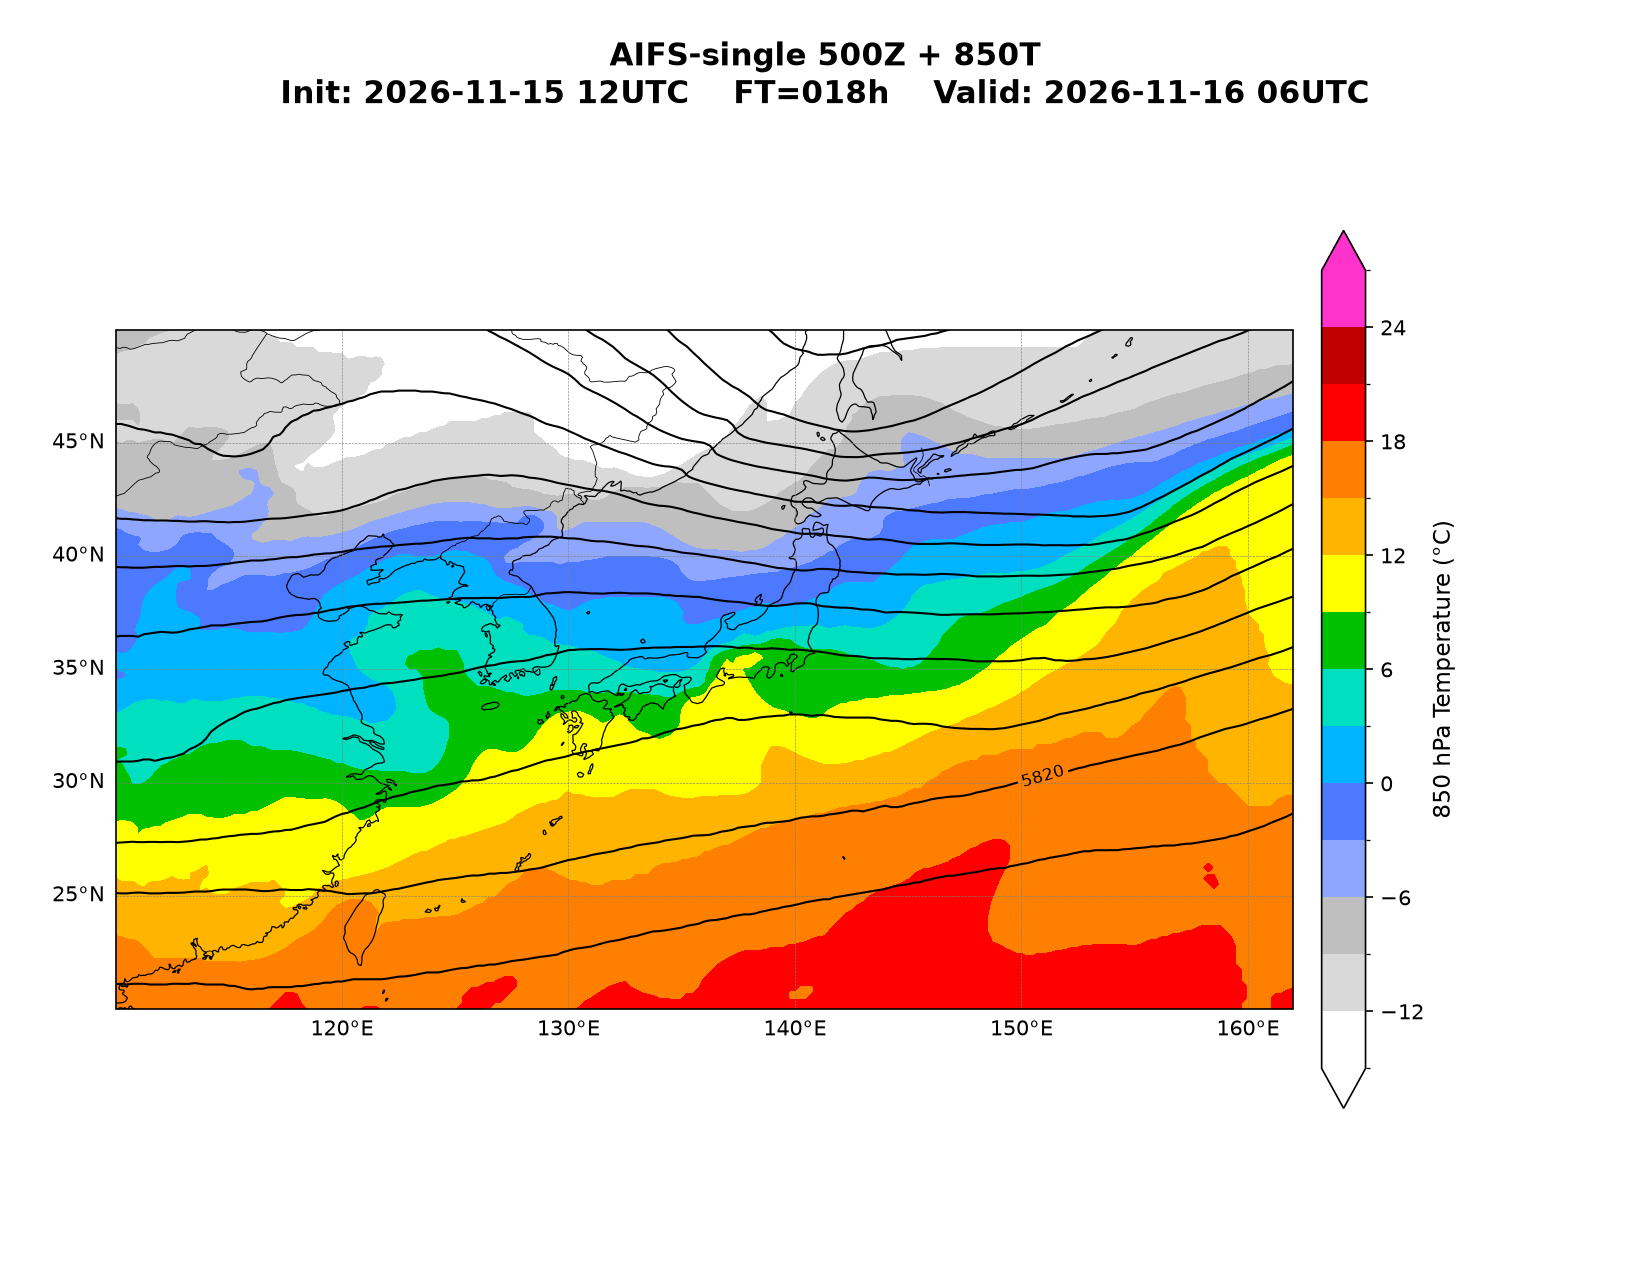 AIFS-single 500Z + 850T
Init: 2026-11-15 12UTC    FT=018h    Valid: 2026-11-16 06UTC
45°N
40°N
35°N
30°N
25°N
120°E
130°E
140°E
150°E
160°E
5820
24
18
12
6
0
−6
−12
850 hPa Temperature (°C)